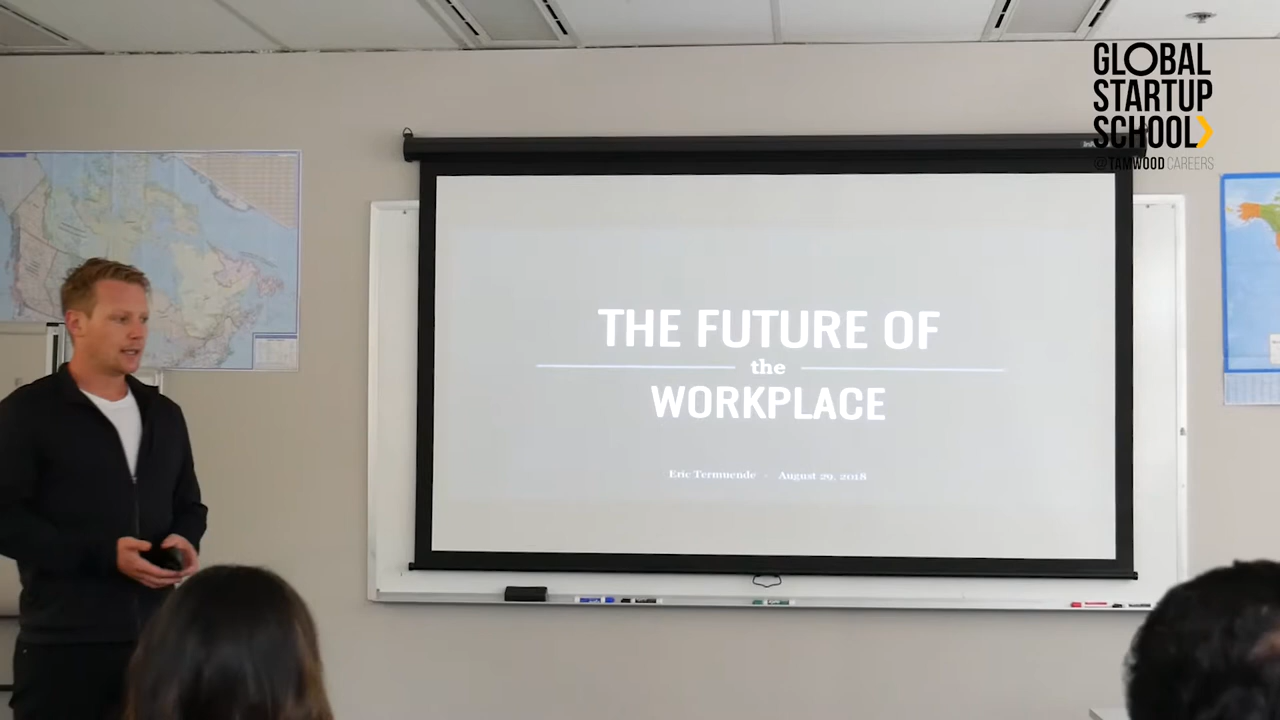 GLOBAL
STARTUP
SCHOOL
@TAMWOOD CAREERS
THE FUTURE OF
the
WORKPLACE
Eric Termuende · August 29, 2018